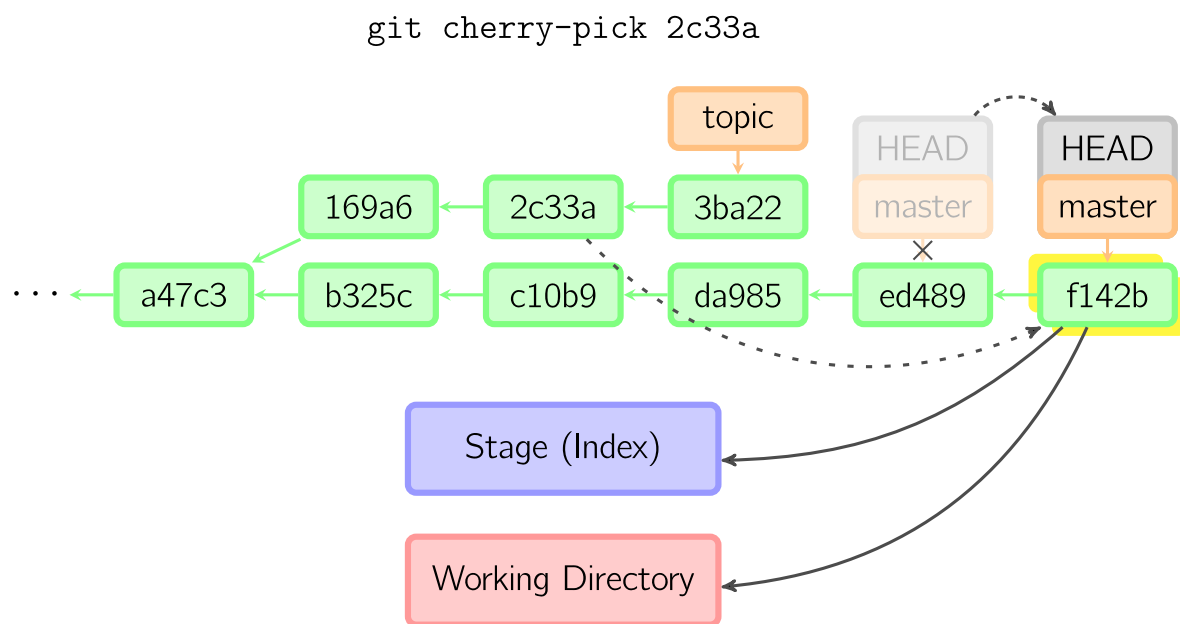 git cherry-pick 2c33a
topic
HEAD
HEAD
169a6
2c33a
3ba22
master
master
...
a47c3
b325c
c10b9
da985
ed489
f142b
Stage (Index)
Working Directory